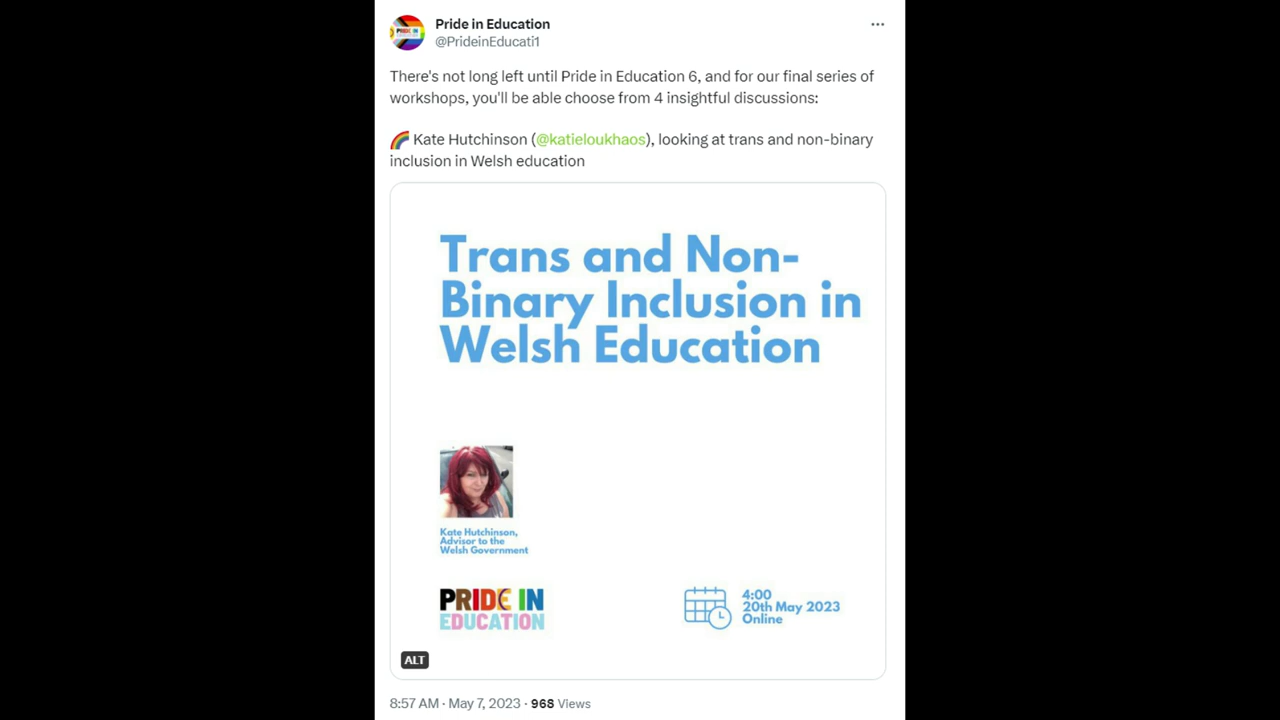 Pride in Education
@PrideinEducati1
There's not long left until Pride in Education 6, and for our final series of
workshops, you'll be able choose from 4 insightful discussions:
🌈 Kate Hutchinson (@katieloukhaos), looking at trans and non-binary
inclusion in Welsh education
Trans and Non-
Binary Inclusion in
Welsh Education
Kate Hutchinson,
Advisor to the
Welsh Government
PRIDE IN
EDUCATION
4:00
20th May 2023
Online
ALT
8:57 AM · May 7, 2023 · 968 Views